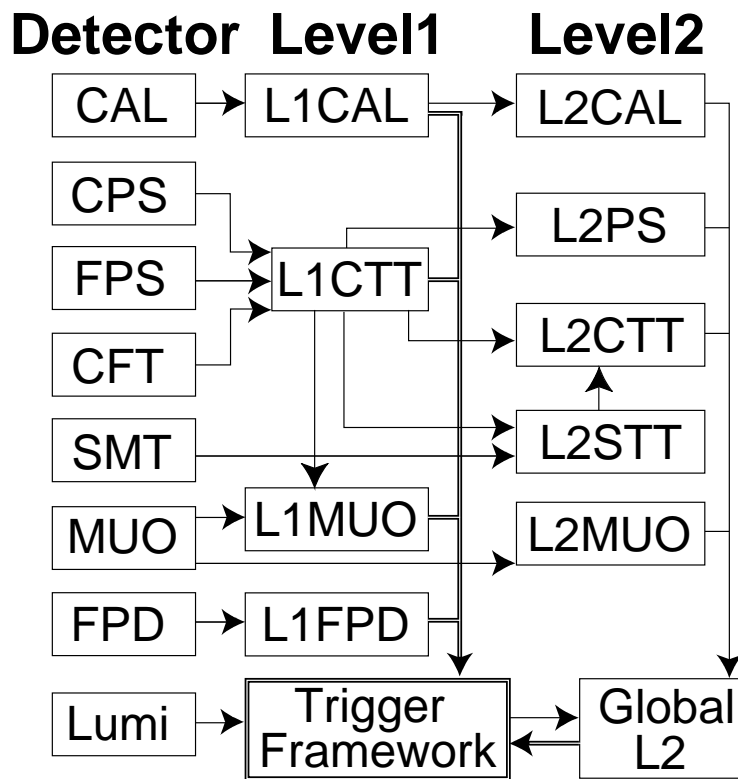 Detector Level1 Level2
CAL L1CAL L2CAL
CPS
L2PS
FPS L1CTT
L2CTT
CFT
SMT L2STT
MUO L1MUO L2MUO
FPD L1FPD
Lumi
Trigger
Framework
Global
L2